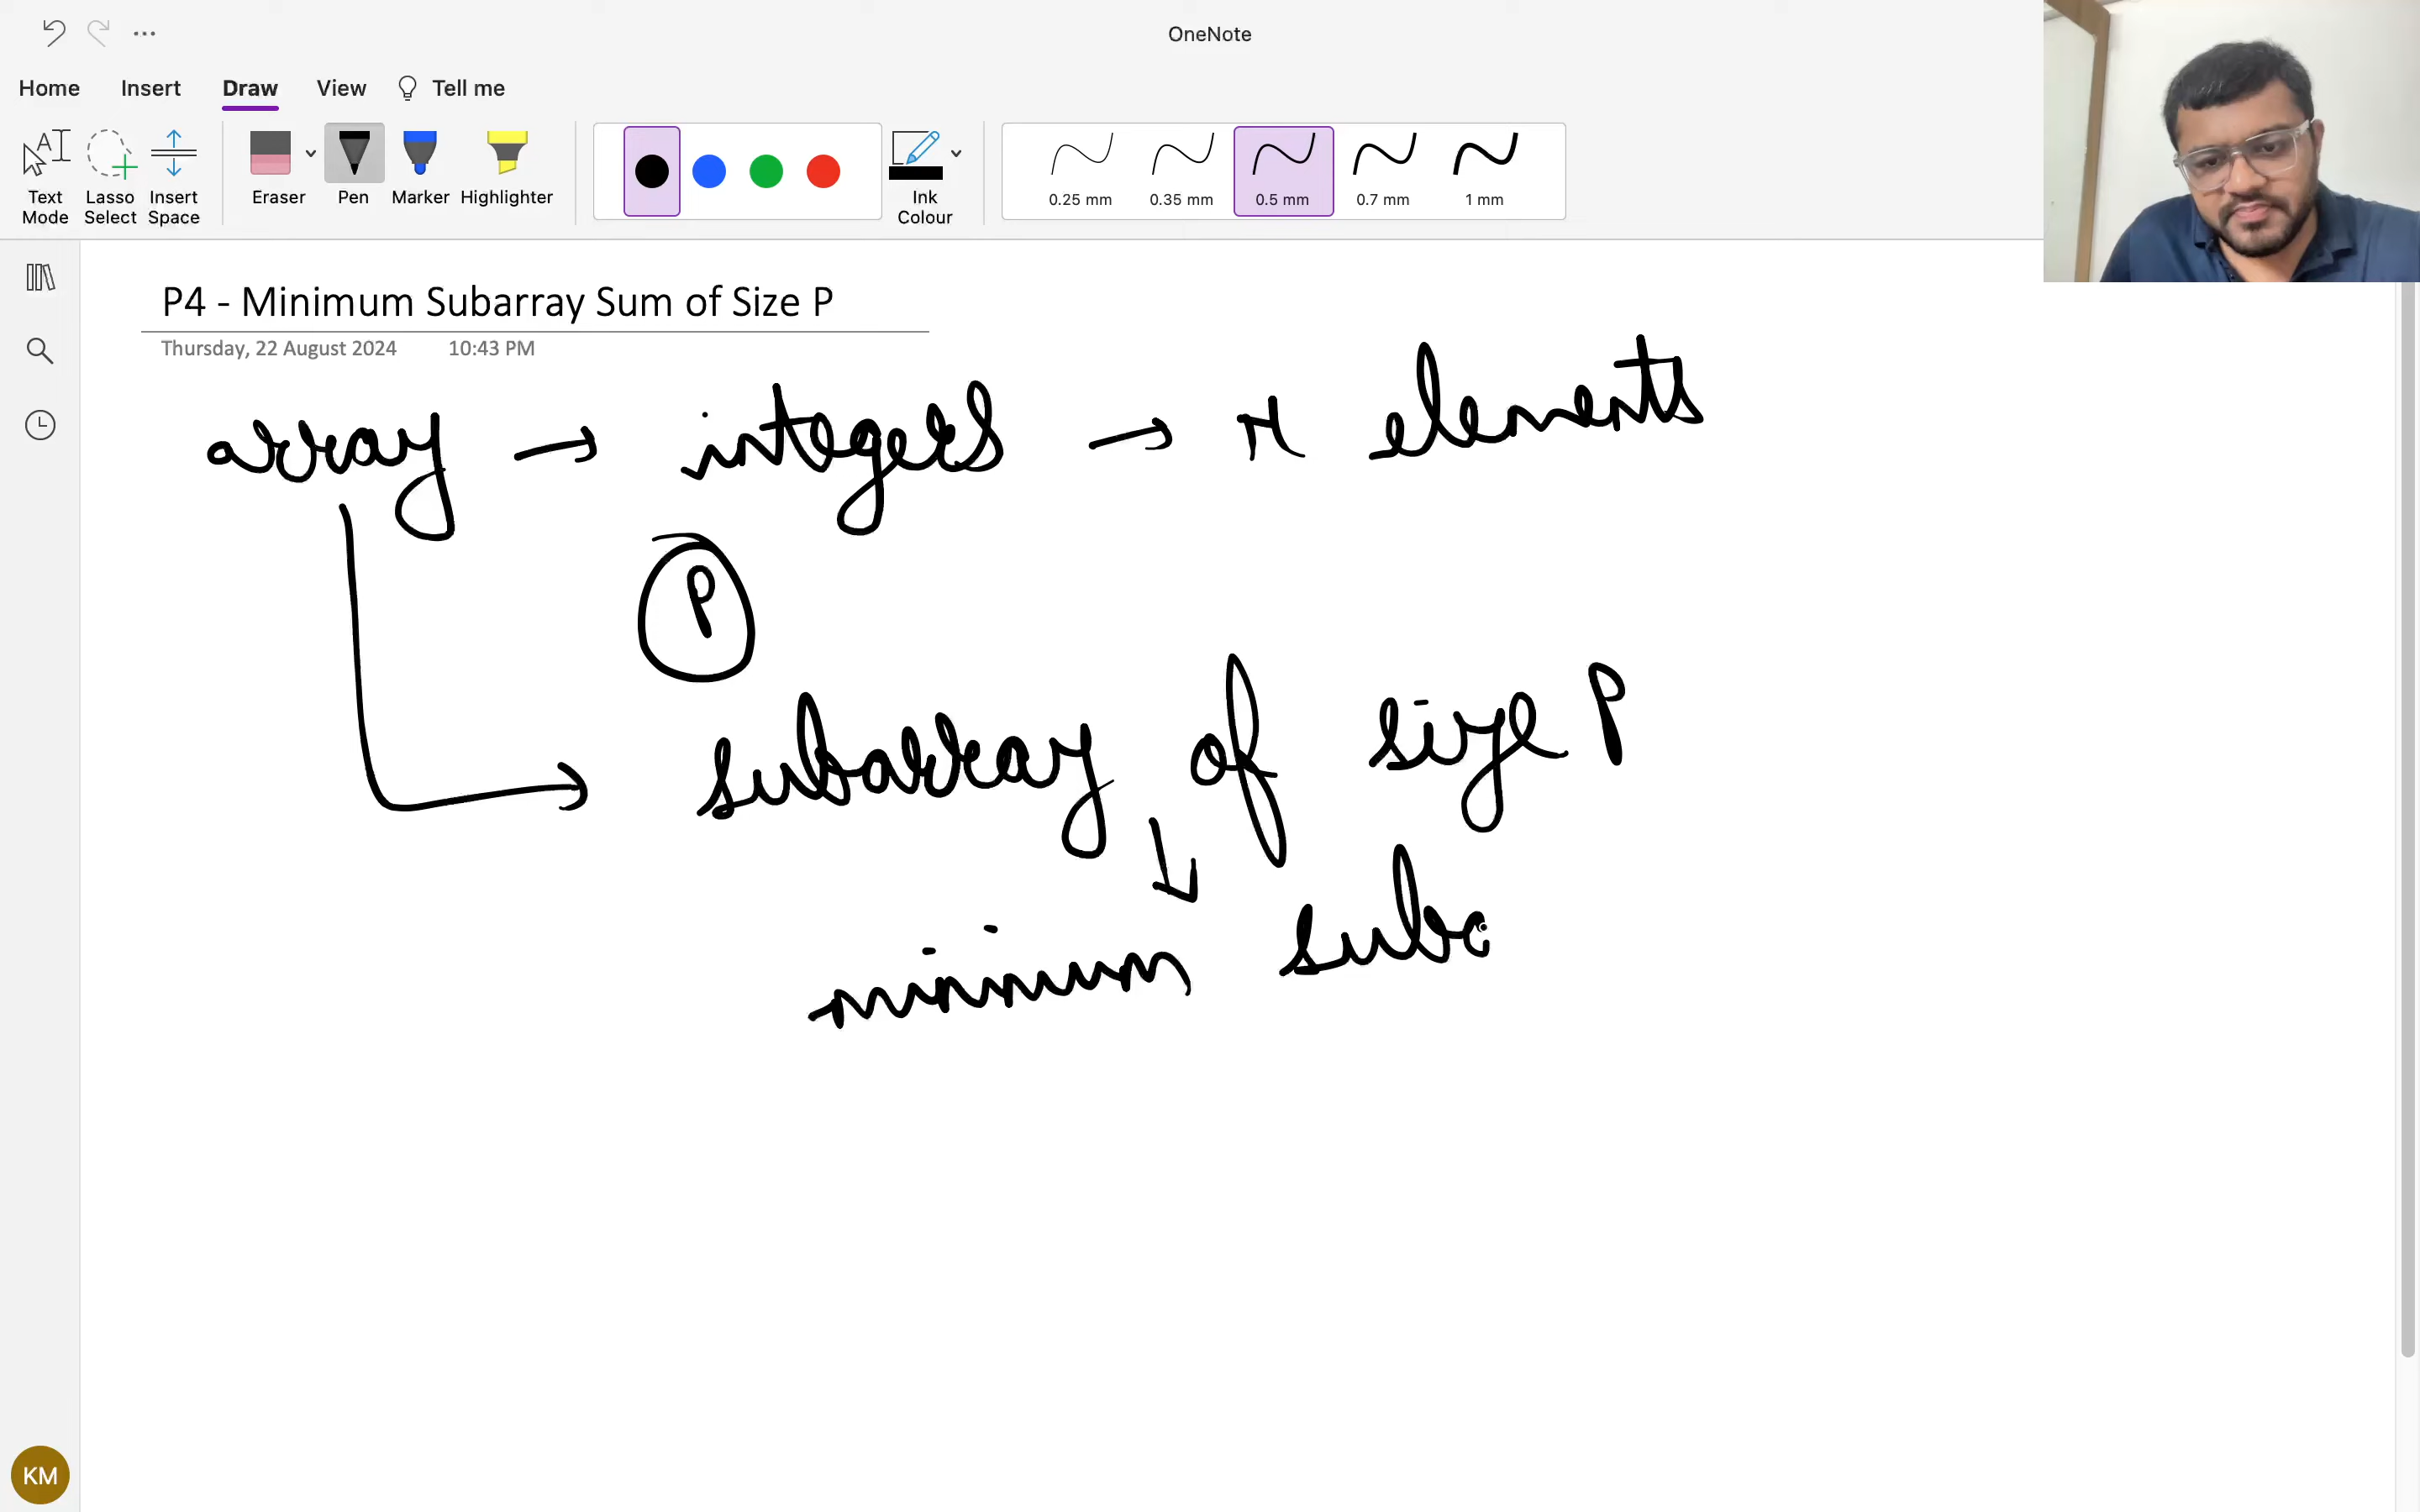 OneNote
Home Insert Draw View Tell me
Text Mode Lasso Select Insert Space Eraser Pen Marker Highlighter Ink Colour 0.25 mm 0.35 mm 0.5 mm 0.7 mm 1 mm
P4 - Minimum Subarray Sum of Size P
Thursday, 22 August 2024 10:43 PM
array → integers → n elements
P
subarray of size P
minimum suba
KM